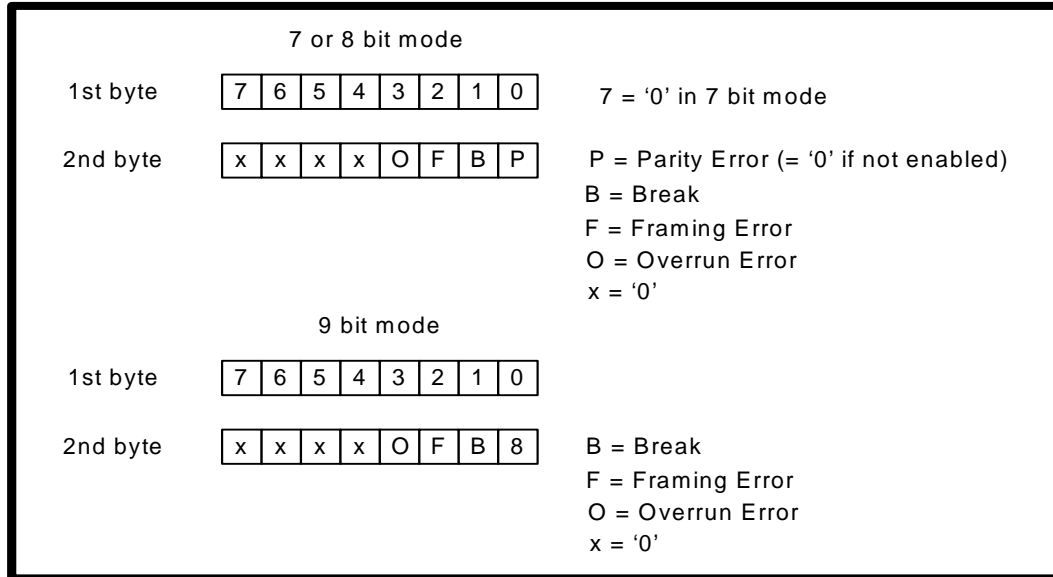 7 or 8 bit mode
1st byte 7 6 5 4 3 2 1 0 7 = ‘0’ in 7 bit mode
2nd byte x x x x O F B P P = Parity Error (= ‘0’ if not enabled)
B = Break
F = Framing Error
O = Overrun Error
x = ‘0’
9 bit mode
1st byte 7 6 5 4 3 2 1 0
2nd byte x x x x O F B 8 B = Break
F = Framing Error
O = Overrun Error
x = ‘0’